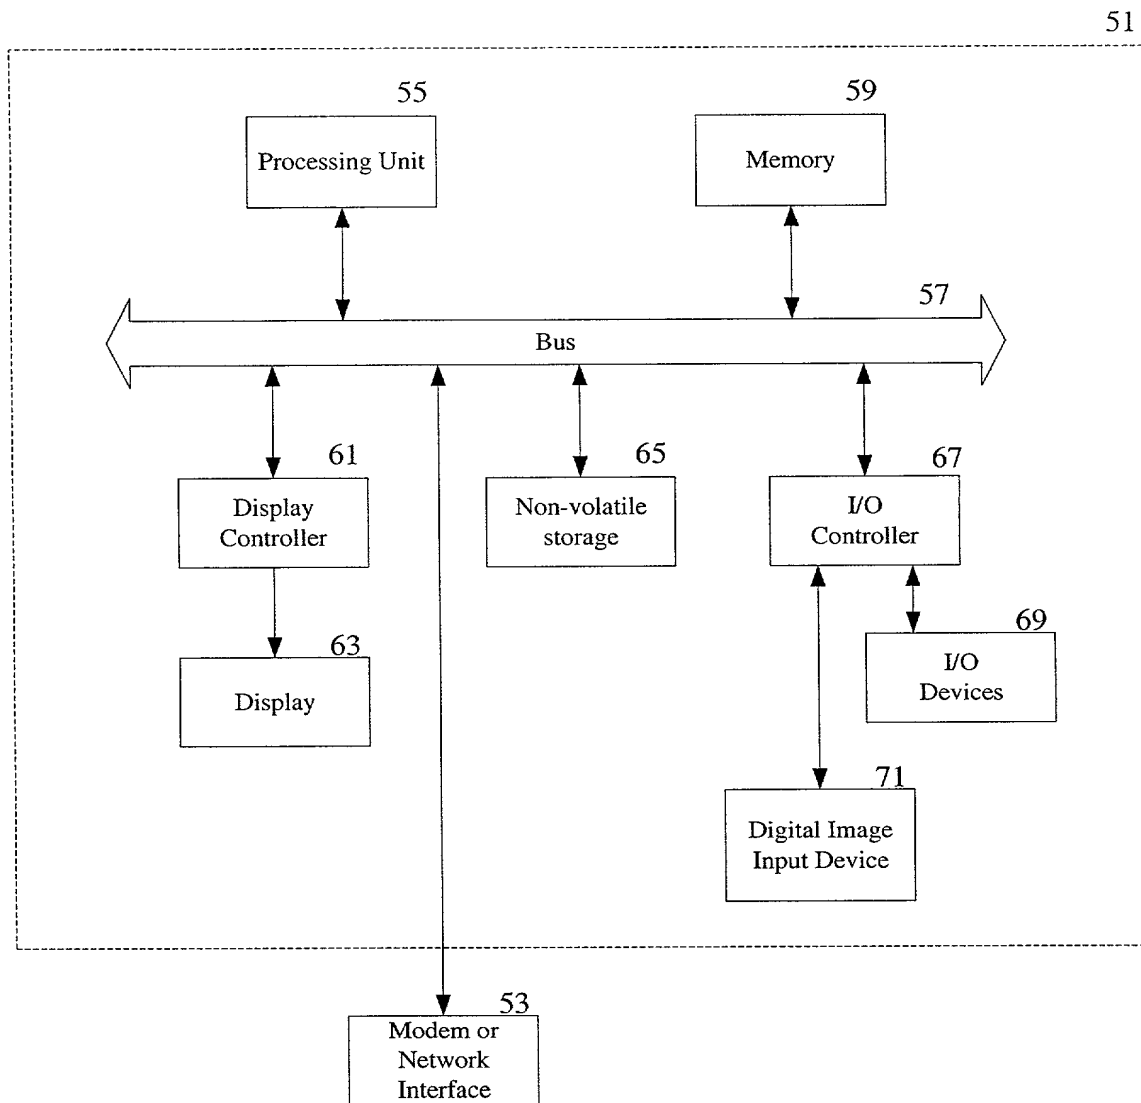 51
55
59
Processing Unit
Memory
57
Bus
61
65
67
Display
Controller
Non-volatile
storage
I/O
Controller
63
69
Display
I/O
Devices
71
Digital Image
Input Device
53
Modem or
Network
Interface